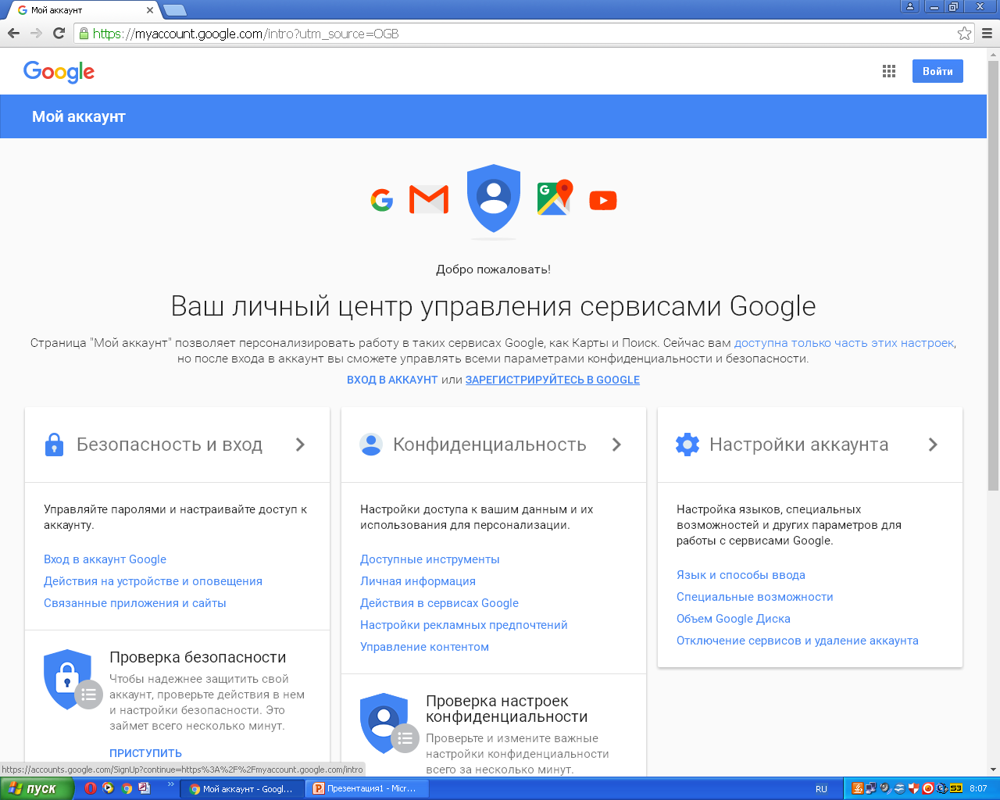 Мой аккаунт
https://myaccount.google.com/intro?utm_source=OGB
Google
Войти
Мой аккаунт
Добро пожаловать!
Ваш личный центр управления сервисами Google
Страница "Мой аккаунт" позволяет персонализировать работу в таких сервисах Google, как Карты и Поиск. Сейчас вам доступна только часть этих настроек,
но после входа в аккаунт вы сможете управлять всеми параметрами конфиденциальности и безопасности.
ВХОД В АККАУНТ или ЗАРЕГИСТРИРУЙТЕСЬ В GOOGLE
Безопасность и вход
Управляйте паролями и настраивайте доступ к
аккаунту.
Вход в аккаунт Google
Действия на устройстве и оповещения
Связанные приложения и сайты
Проверка безопасности
Чтобы надежнее защитить свой
аккаунт, проверьте действия в нем
и настройки безопасности. Это
займет всего несколько минут.
ПРИСТУПИТЬ
Конфиденциальность
Настройки доступа к вашим данным и их
использования для персонализации.
Доступные инструменты
Личная информация
Действия в сервисах Google
Настройки рекламных предпочтений
Управление контентом
Проверка настроек
конфиденциальности
Проверьте и измените важные
настройки конфиденциальности
всего за несколько минут.
Настройки аккаунта
Настройка языков, специальных
возможностей и других параметров для
работы с сервисами Google.
Язык и способы ввода
Специальные возможности
Объем Google Диска
Отключение сервисов и удаление аккаунта
https://accounts.google.com/SignUp?continue=https%3A%2F%2Fmyaccount.google.com/intro
пуск
Мой аккаунт - Googl...
Презентация1 - Micr...
RU
53
8:07